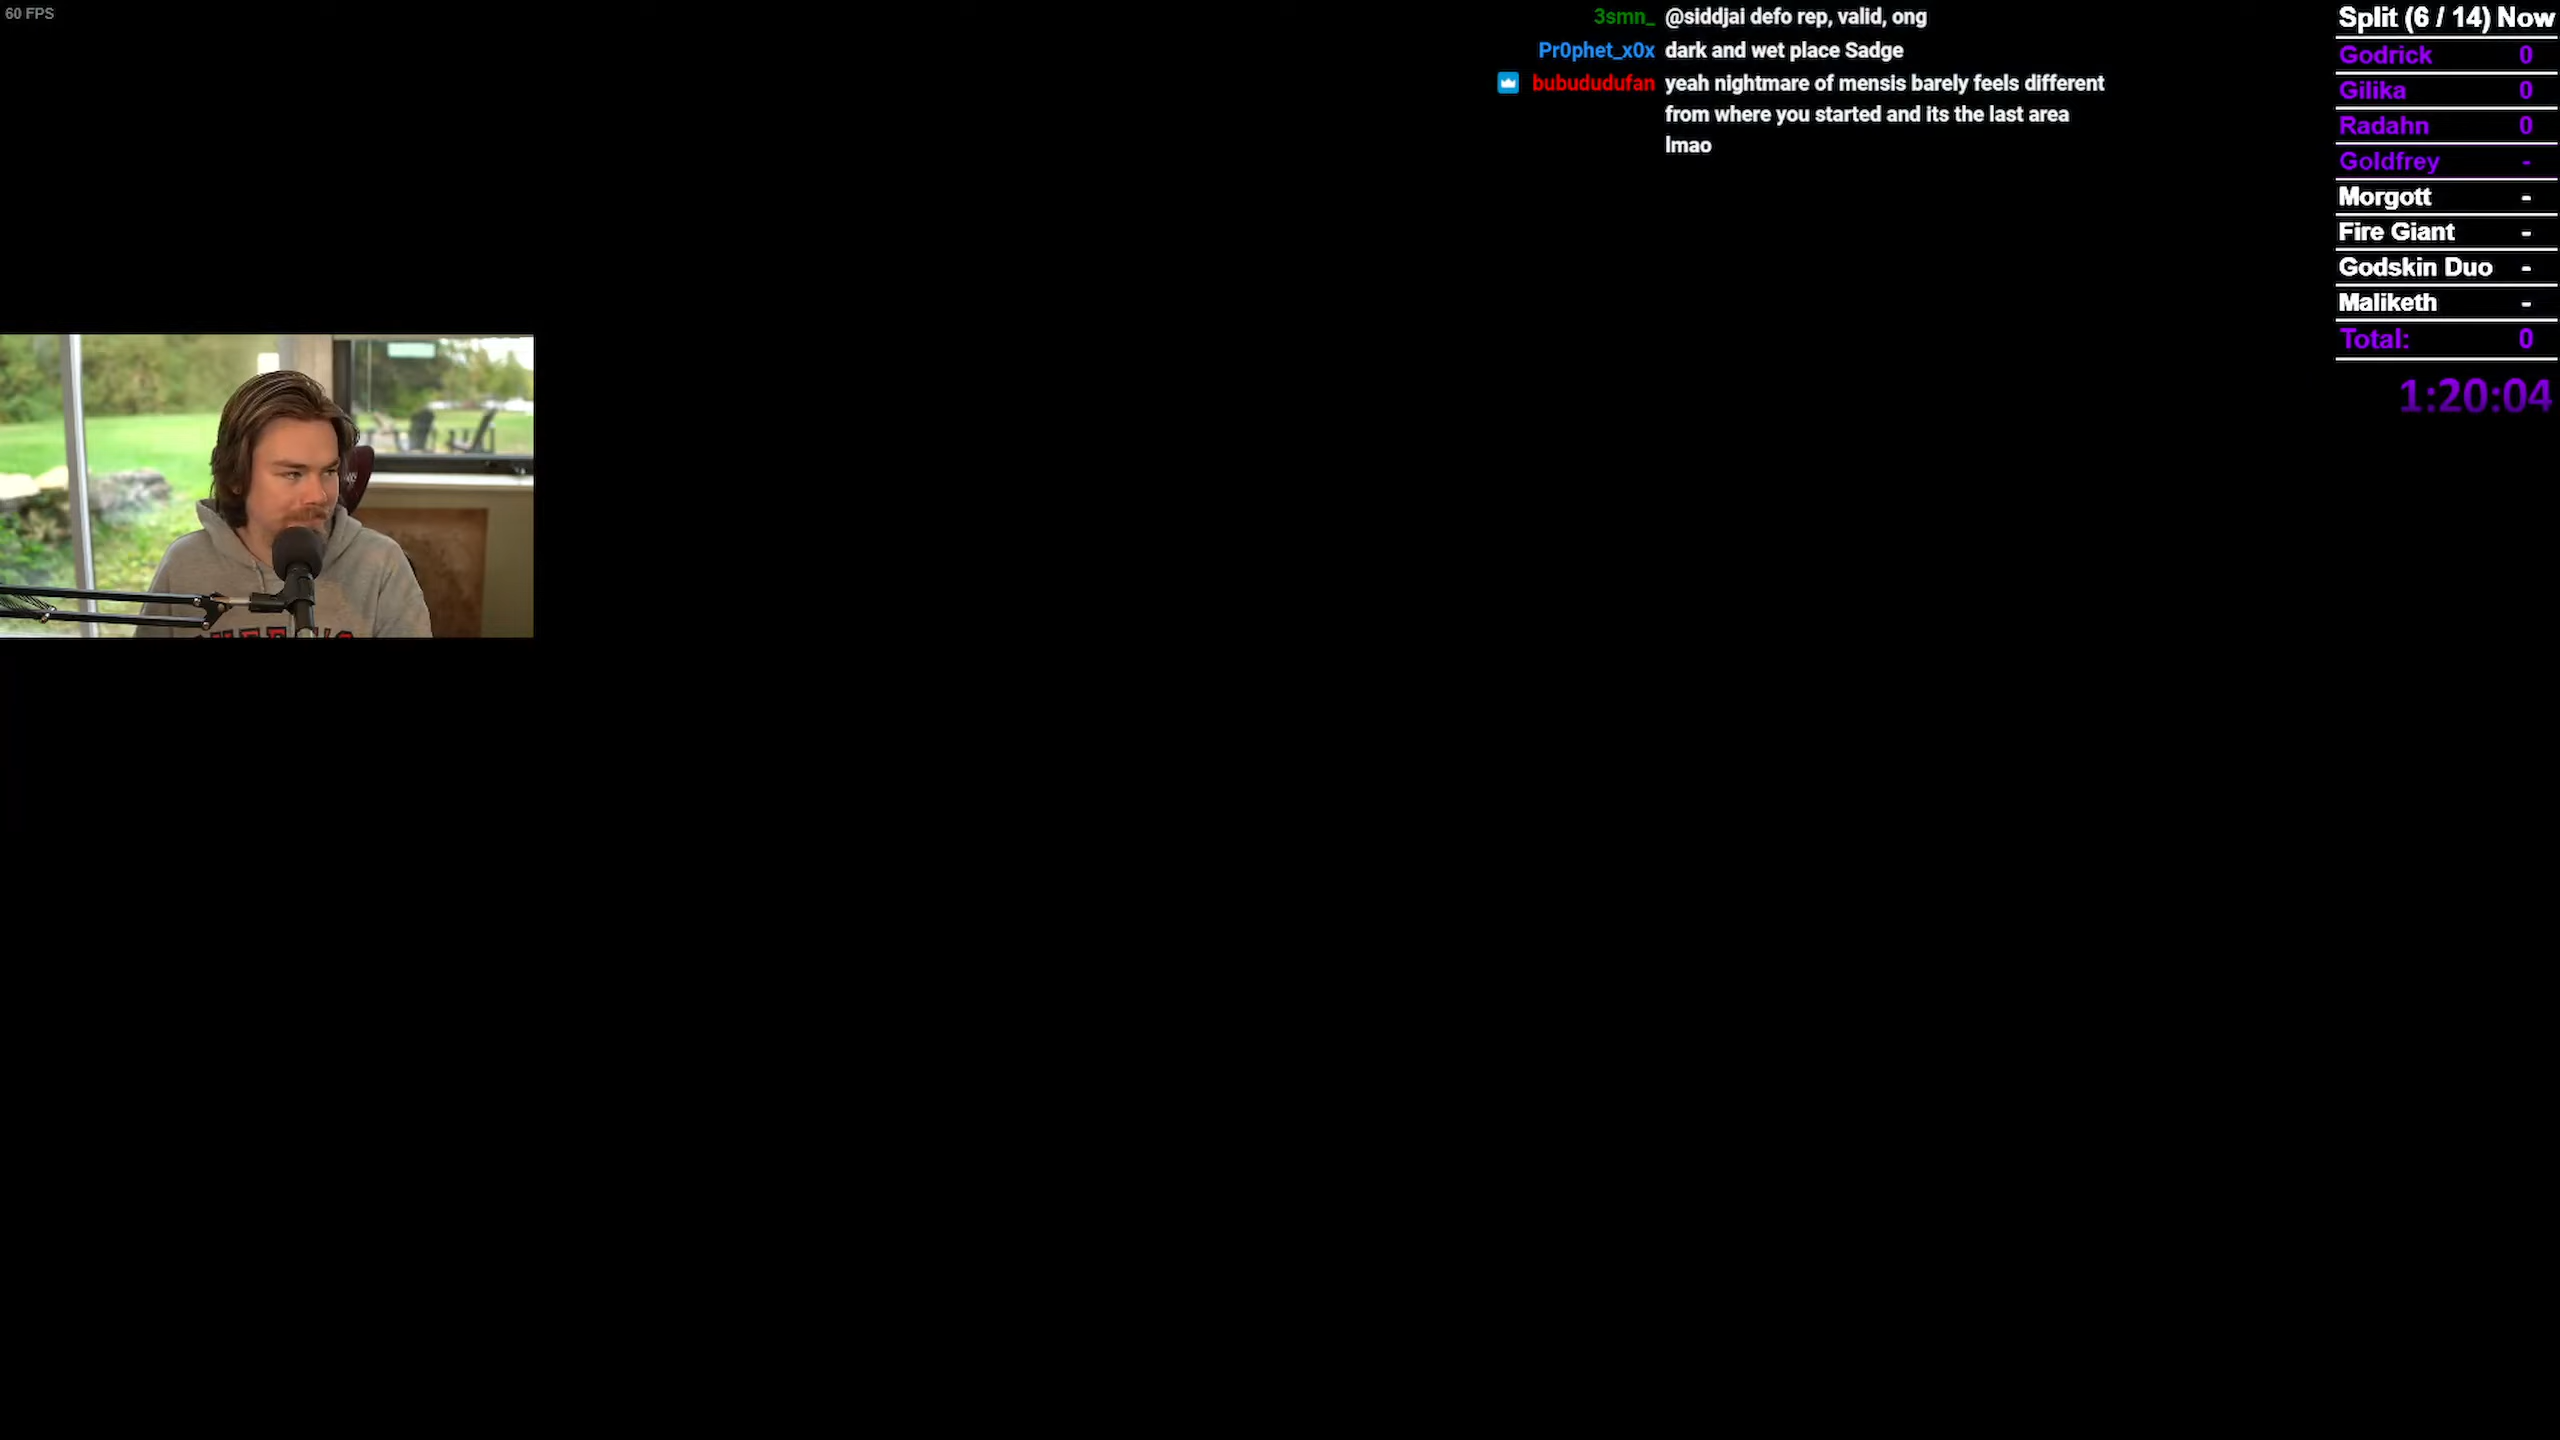 60 FPS
3smn_ @siddjai defo rep, valid, ong
Pr0phet_x0x dark and wet place Sadge
bubududufan yeah nightmare of mensis barely feels different
from where you started and its the last area
lmao
Split (6 / 14) Now
Godrick 0
Gilika 0
Radahn 0
Goldfrey -
Morgott -
Fire Giant -
Godskin Duo -
Maliketh -
Total: 0
1:20:04